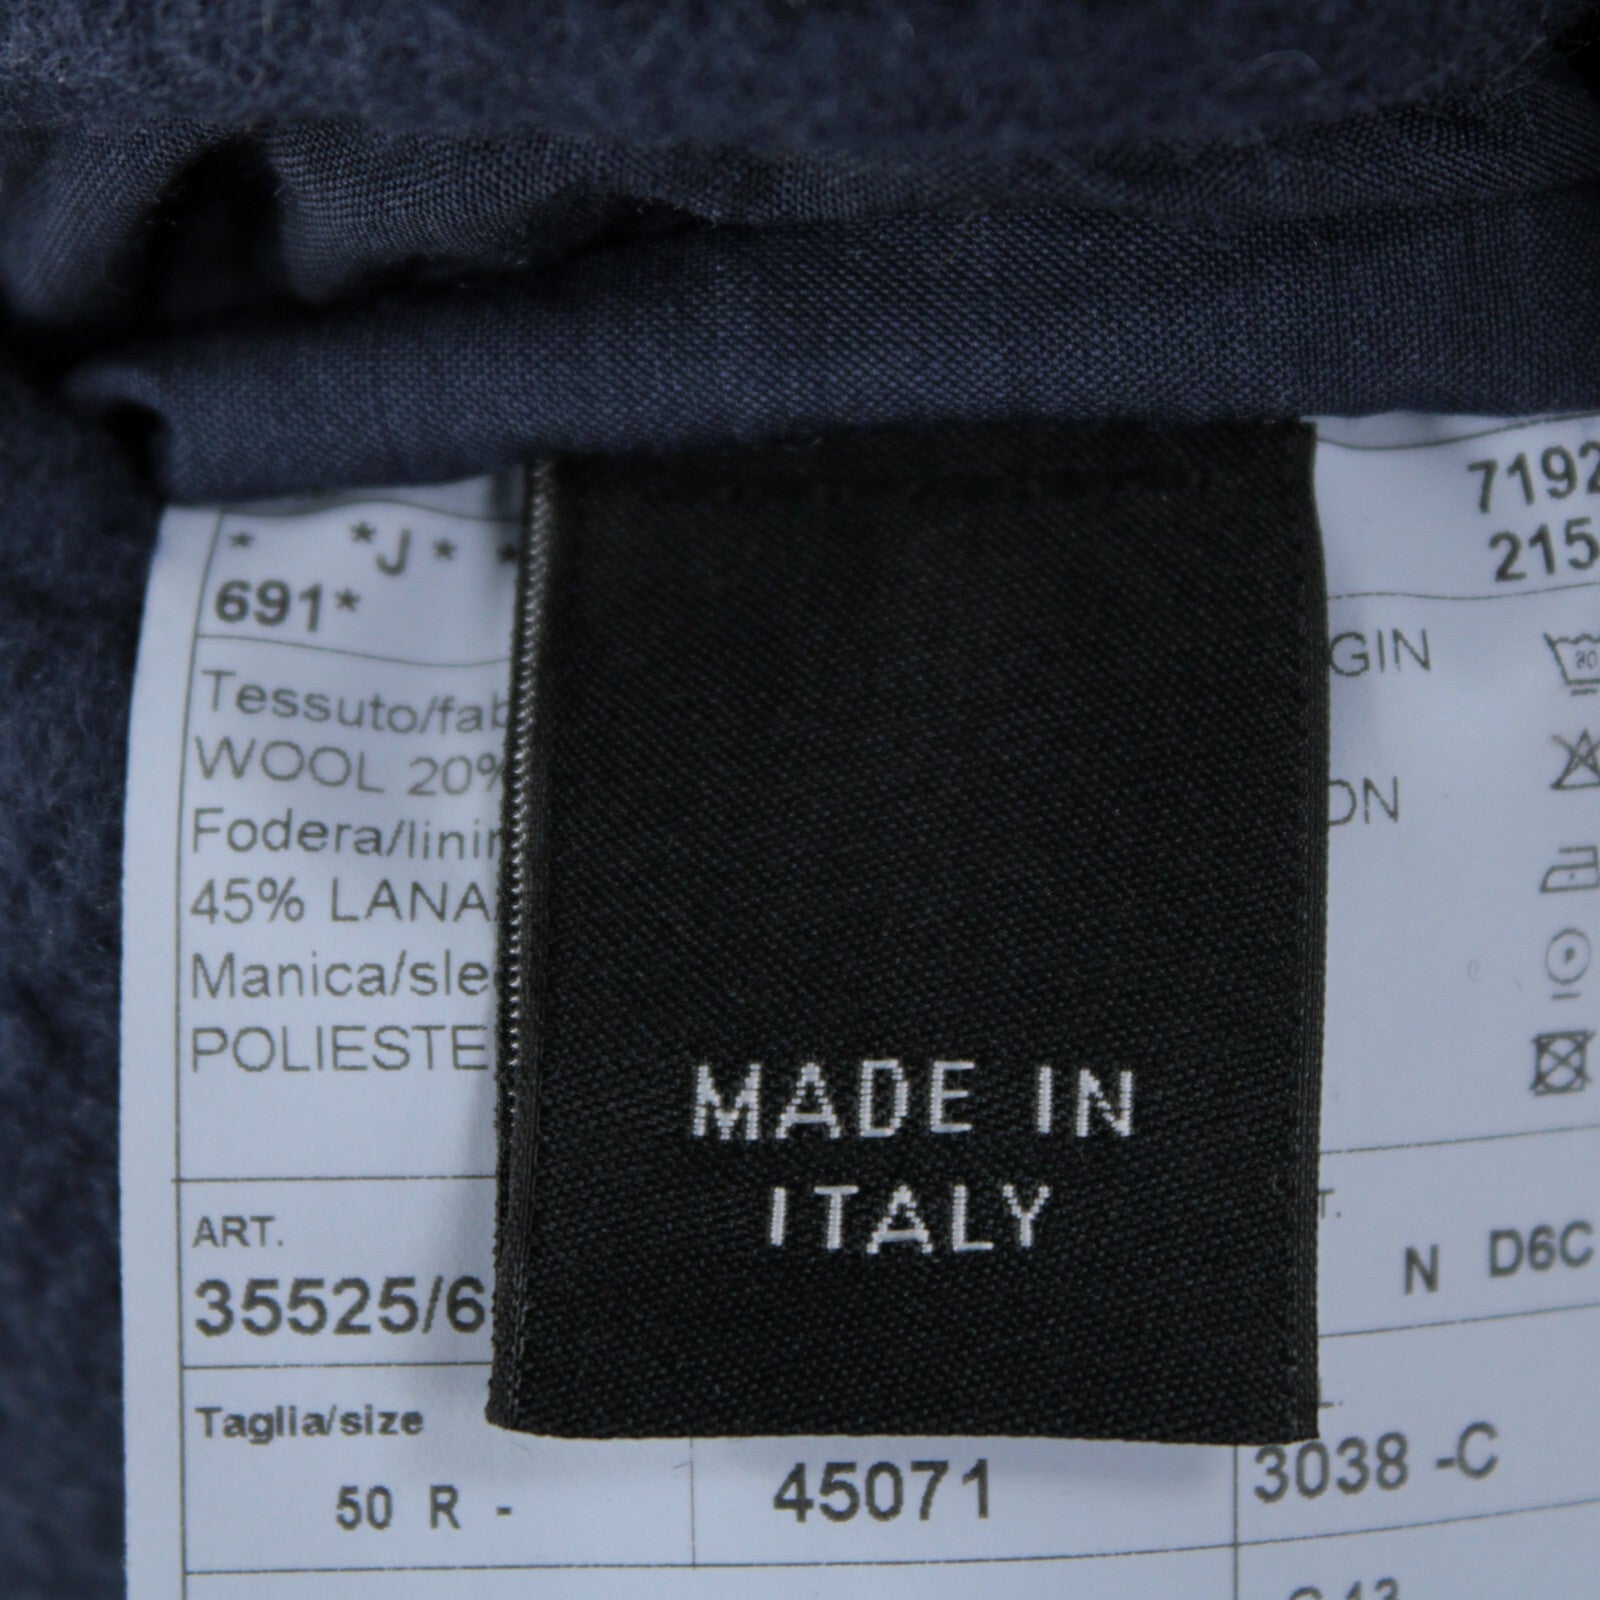 * *J * *
691*
7192
215
Tessuto/fab
WOOL 20%
Fodera/linin
45% LANA
Manica/sle
POLIESTE
GIN
ON
MADE IN
ITALY
ART.
35525/6
T.
N D6C
Taglia/size
50 R -
45071
3038 -C